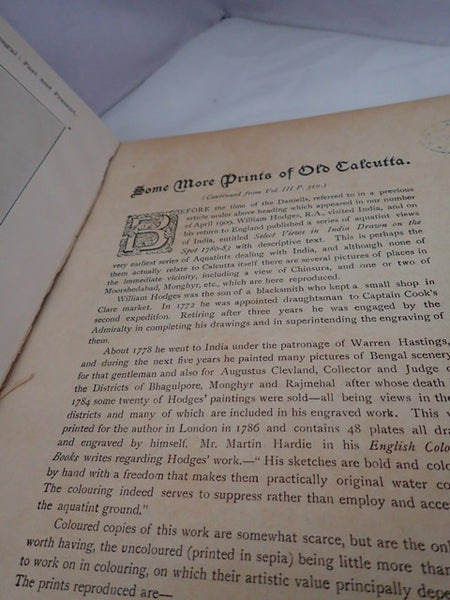 Bengal : Past and Present.
Some More Prints of Old Calcutta.
(Continued from Vol. III P. 310.)
BEFORE the time of the Daniells, referred to in a previous
article under above heading which appeared in our number
of April 1909, William Hodges, R.A., visited India, and on
his return to England published a series of aquatint views
of India, entitled Select Views in India Drawn on the
Spot 1780-83 with descriptive text. This is perhaps the
very earliest series of Aquatints dealing with India, and although none of
them actually relate to Calcutta itself there are several pictures of places in
the immediate vicinity, including a view of Chinsura, and one or two of
Moorshedabad, Monghyr, etc., which are here reproduced.
William Hodges was the son of a blacksmith who kept a small shop in
Clare market. In 1772 he was appointed draughtsman to Captain Cook's
second expedition. Retiring after three years he was engaged by the
Admiralty in completing his drawings and in superintending the engraving of
them.
About 1778 he went to India under the patronage of Warren Hastings,
and during the next five years he painted many pictures of Bengal scenery
for that gentleman and also for Augustus Clevland, Collector and Judge
the Districts of Bhagulpore, Monghyr and Rajmehal after whose death
1784 some twenty of Hodges' paintings were sold—all being views in the
districts and many of which are included in his engraved work. This
printed for the author in London in 1786 and contains 48 plates all
and engraved by himself. Mr. Martin Hardie in his English Colo
Books writes regarding Hodges' work,—"His sketches are bold and
by hand with a freedom that makes them practically original water
The colouring indeed serves to suppress rather than employ and
the aquatint ground."
Coloured copies of this work are somewhat scarce, but are the
worth having, the uncoloured (printed in sepia) being little more
to work on in colouring, on which their artistic value principally
The prints reproduced are—